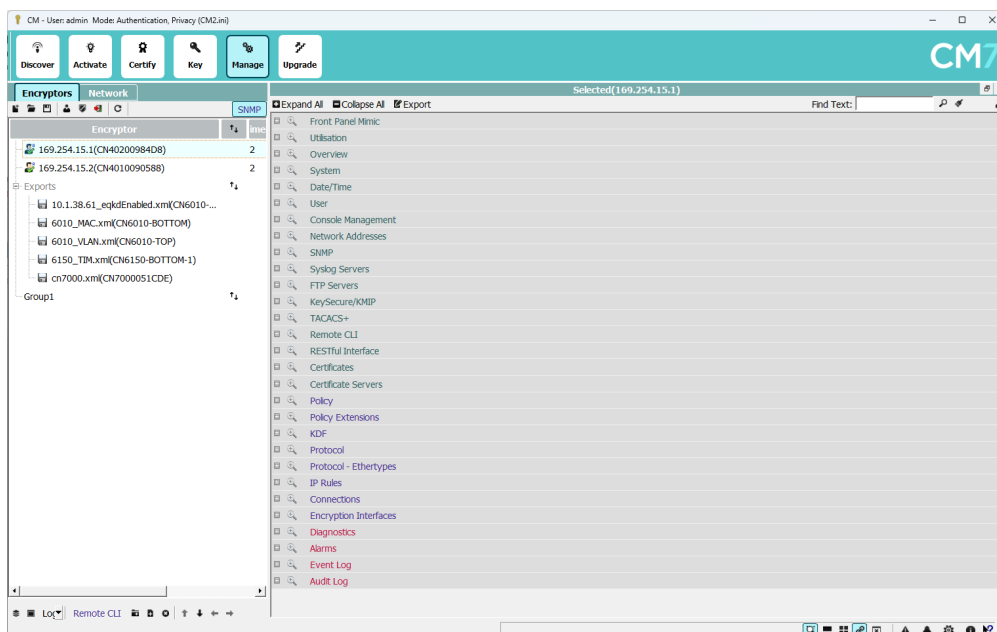 CM - User: admin Mode: Authentication, Privacy (CM2.ini)
Discover
Activate
Certify
Key
Manage
Upgrade
CM7
Encryptors
Network
SNMP
Encryptor
ime
169.254.15.1(CN40200984D8)
2
169.254.15.2(CN4010090588)
2
Exports
10.1.38.61_eqkdEnabled.xml(CN6010-...
6010_MAC.xml(CN6010-BOTTOM)
6010_VLAN.xml(CN6010-TOP)
6150_TIM.xml(CN6150-BOTTOM-1)
cn7000.xml(CN7000051CDE)
Group1
Remote CLI
Selected(169.254.15.1)
Expand All
Collapse All
Export
Find Text:
Front Panel Mimic
Utilisation
Overview
System
Date/Time
User
Console Management
Network Addresses
SNMP
Syslog Servers
FTP Servers
KeySecure/KMIP
TACACS+
Remote CLI
RESTful Interface
Certificates
Certificate Servers
Policy
Policy Extensions
KDF
Protocol
Protocol - Ethertypes
IP Rules
Connections
Encryption Interfaces
Diagnostics
Alarms
Event Log
Audit Log